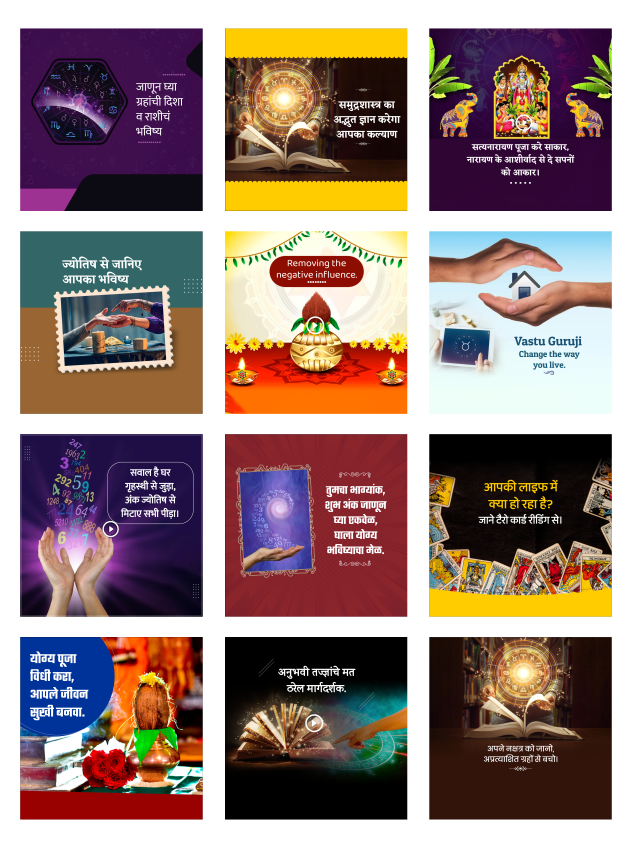 जाणून घ्या
ग्रहांची दिशा
व राशीचं
भविष्य
समुद्रशास्त्र का
अद्भुत ज्ञान करेगा
आपका कल्याण
सत्यनारायण पूजा करे साकार,
नारायण के आशीर्वाद से दे सपनों
को आकार।
ज्योतिष से जानिए
आपका भविष्य
Removing the
negative influence.
Vastu Guruji
Change the way
you live.
सवाल है घर
गृहस्थी से जुड़ा,
अंक ज्योतिष से
मिटाए सभी पीड़ा।
तुमचा भाग्यांक,
शुभ अंक जाणून
घ्या एकवेळ,
घाला योग्य
भविष्याचा मेळ.
आपकी लाइफ में
क्या हो रहा है?
जाने टैरो कार्ड रीडिंग से।
योग्य पूजा
विधी करा,
आपले जीवन
सुखी बनवा.
अनुभवी तज्ज्ञांचे मत
ठरेल मार्गदर्शक.
अपने नक्षत्र को जानो,
अप्रत्याशित ग्रहों से बचो।